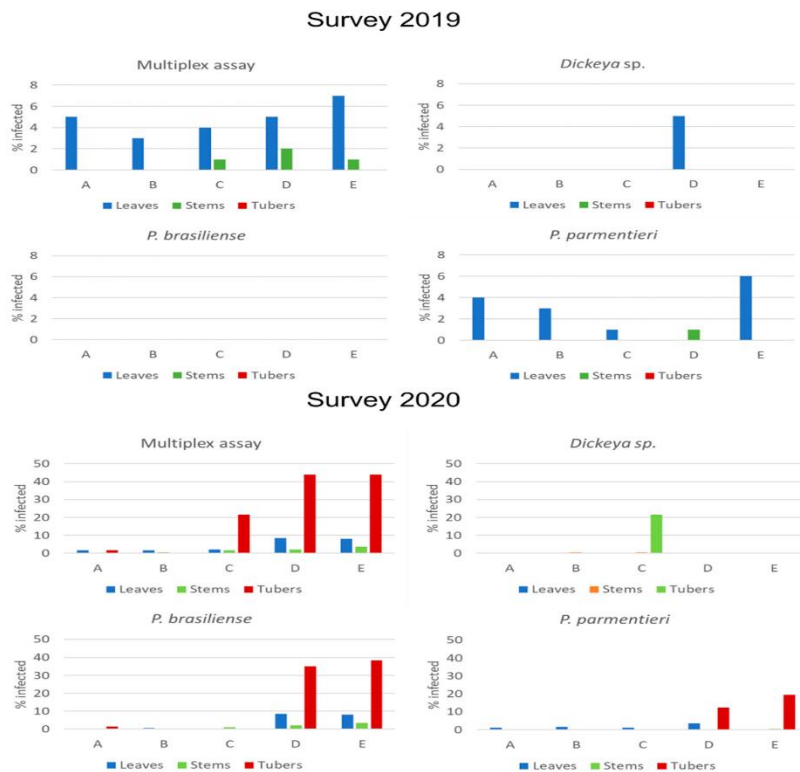 Survey 2019
Multiplex assay
% infected
8
6
4
2
0
A B C D E
Leaves Stems Tubers
Dickeya sp.
% infected
8
6
4
2
0
A B C D E
Leaves Stems Tubers
P. brasiliense
% infected
8
6
4
2
0
A B C D E
Leaves Stems Tubers
P. parmentieri
% infected
8
6
4
2
0
A B C D E
Leaves Stems Tubers
Survey 2020
Multiplex assay
% infected
50
40
30
20
10
0
A B C D E
Leaves Stems Tubers
Dickeya sp.
% infected
50
40
30
20
10
0
A B C D E
Leaves Stems Tubers
P. brasiliense
% infected
50
40
30
20
10
0
A B C D E
Leaves Stems Tubers
P. parmentieri
% infected
50
40
30
20
10
0
A B C D E
Leaves Stems Tubers